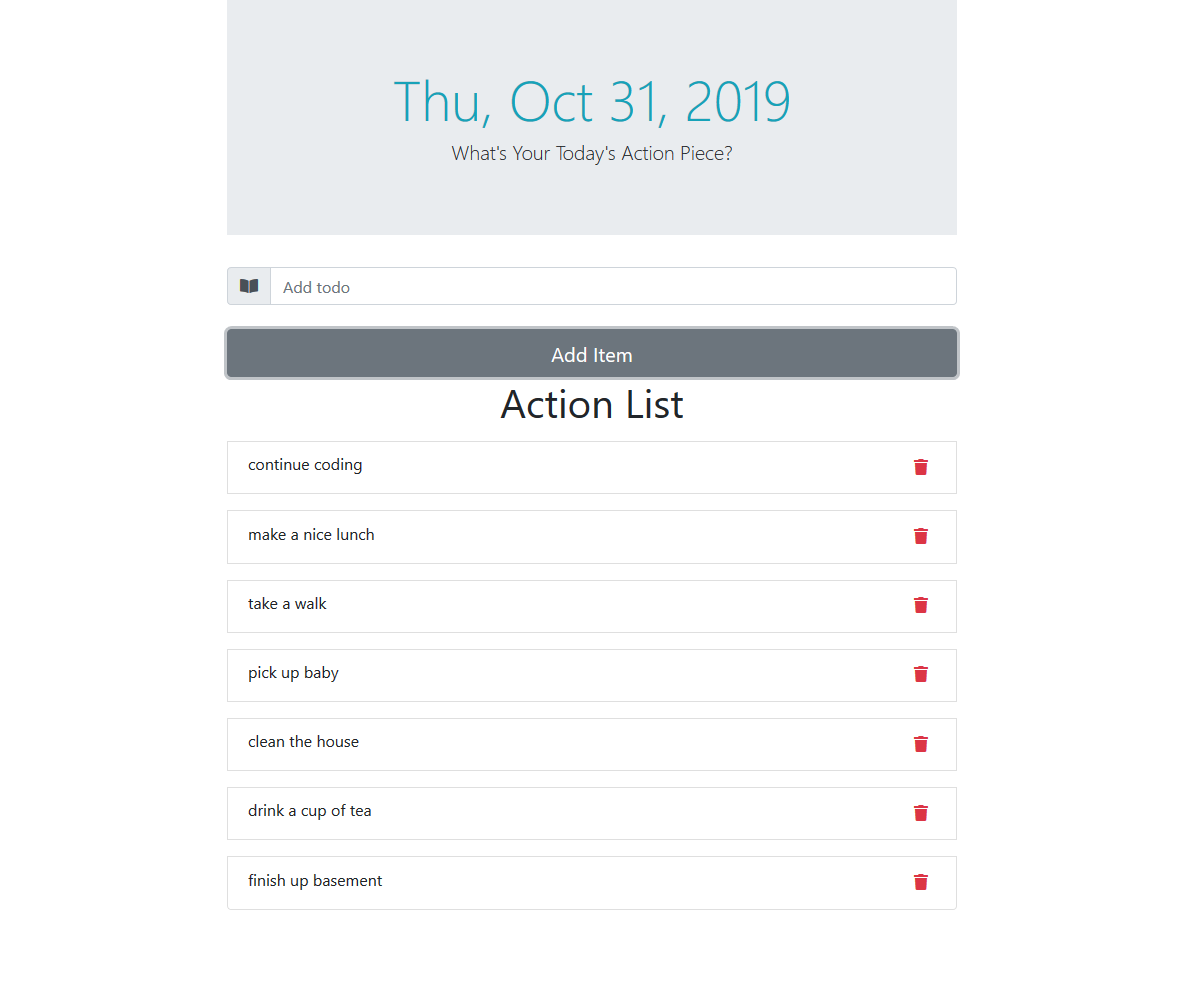 Thu, Oct 31, 2019
What's Your Today's Action Piece?
Add todo
Add Item
Action List
continue coding
make a nice lunch
take a walk
pick up baby
clean the house
drink a cup of tea
finish up basement